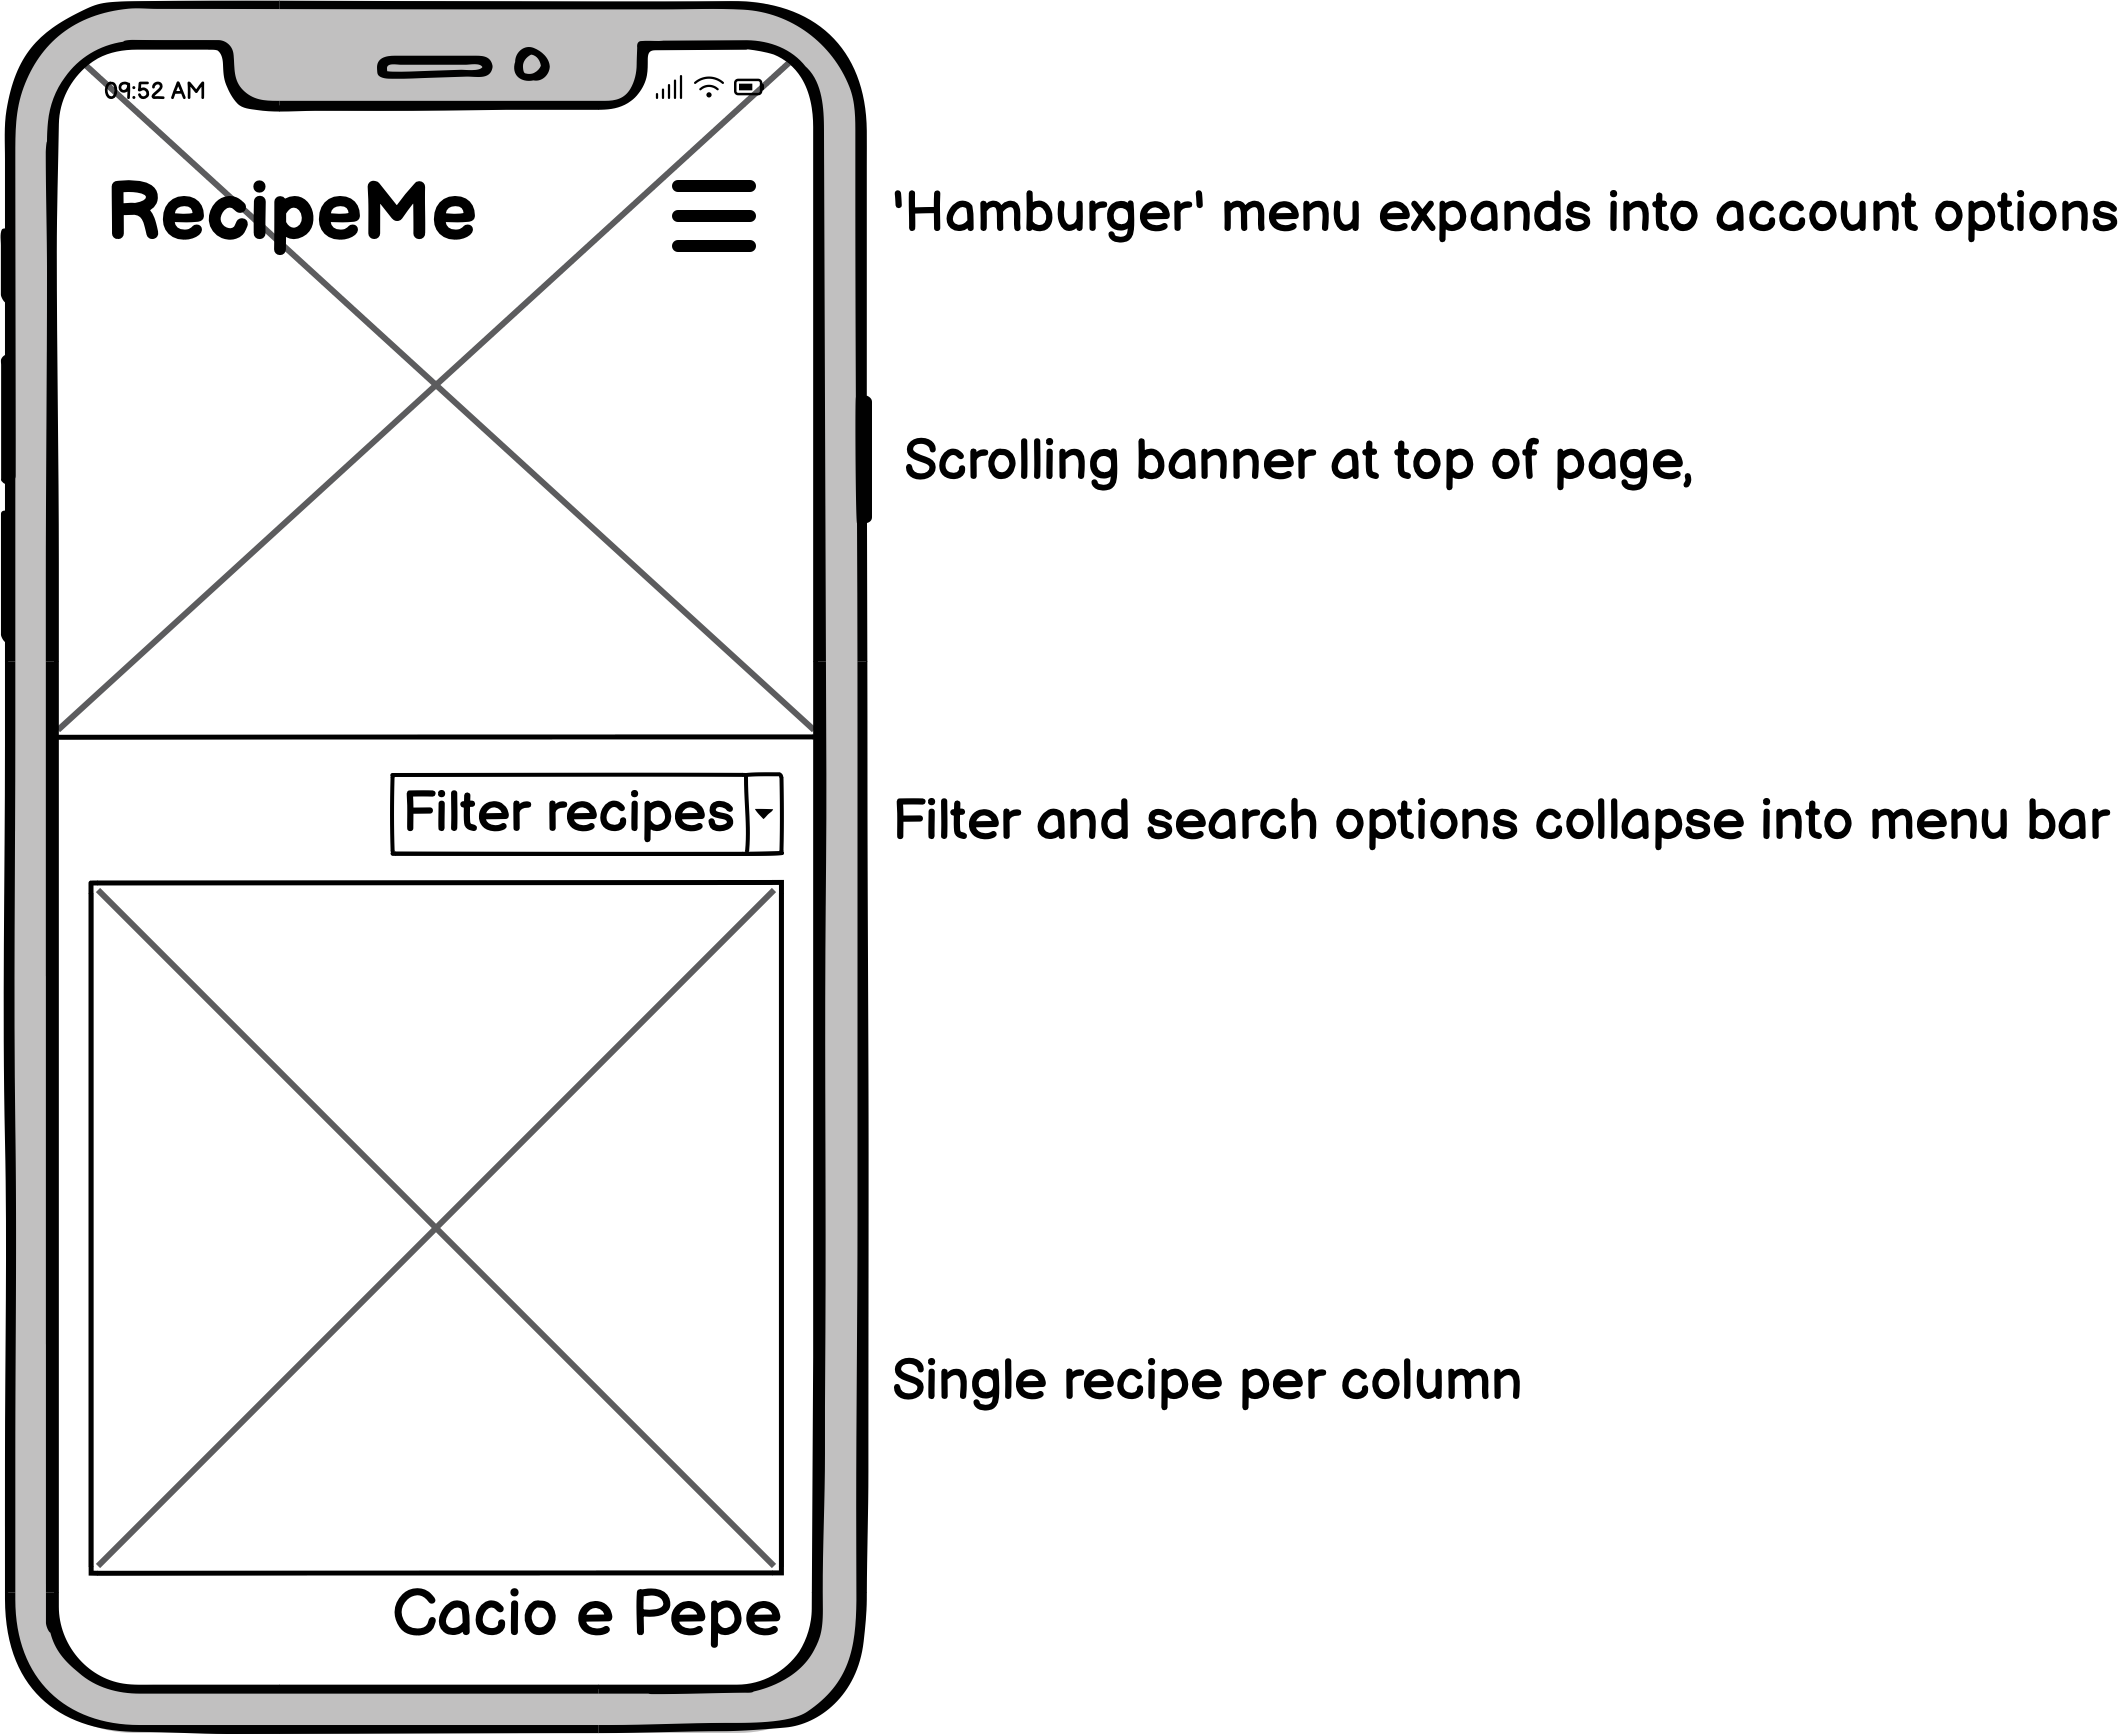 09:52 AM
RecipeMe
'Hamburger' menu expands into account options
Scrolling banner at top of page,
Filter recipes
Filter and search options collapse into menu bar
Single recipe per column
Cacio e Pepe